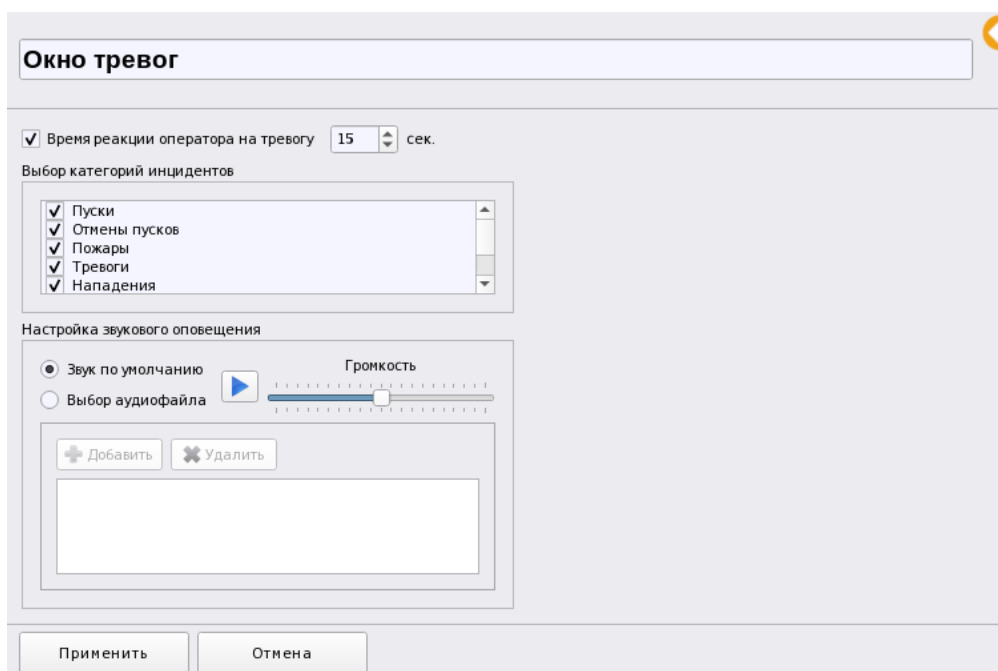 Окно тревог
Время реакции оператора на тревогу 15 сек.
Выбор категорий инцидентов
Пуски
Отмены пусков
Пожары
Тревоги
Нападения
Настройка звукового оповещения
Звук по умолчанию
Громкость
Выбор аудиофайла
Добавить Удалить
Применить Отмена